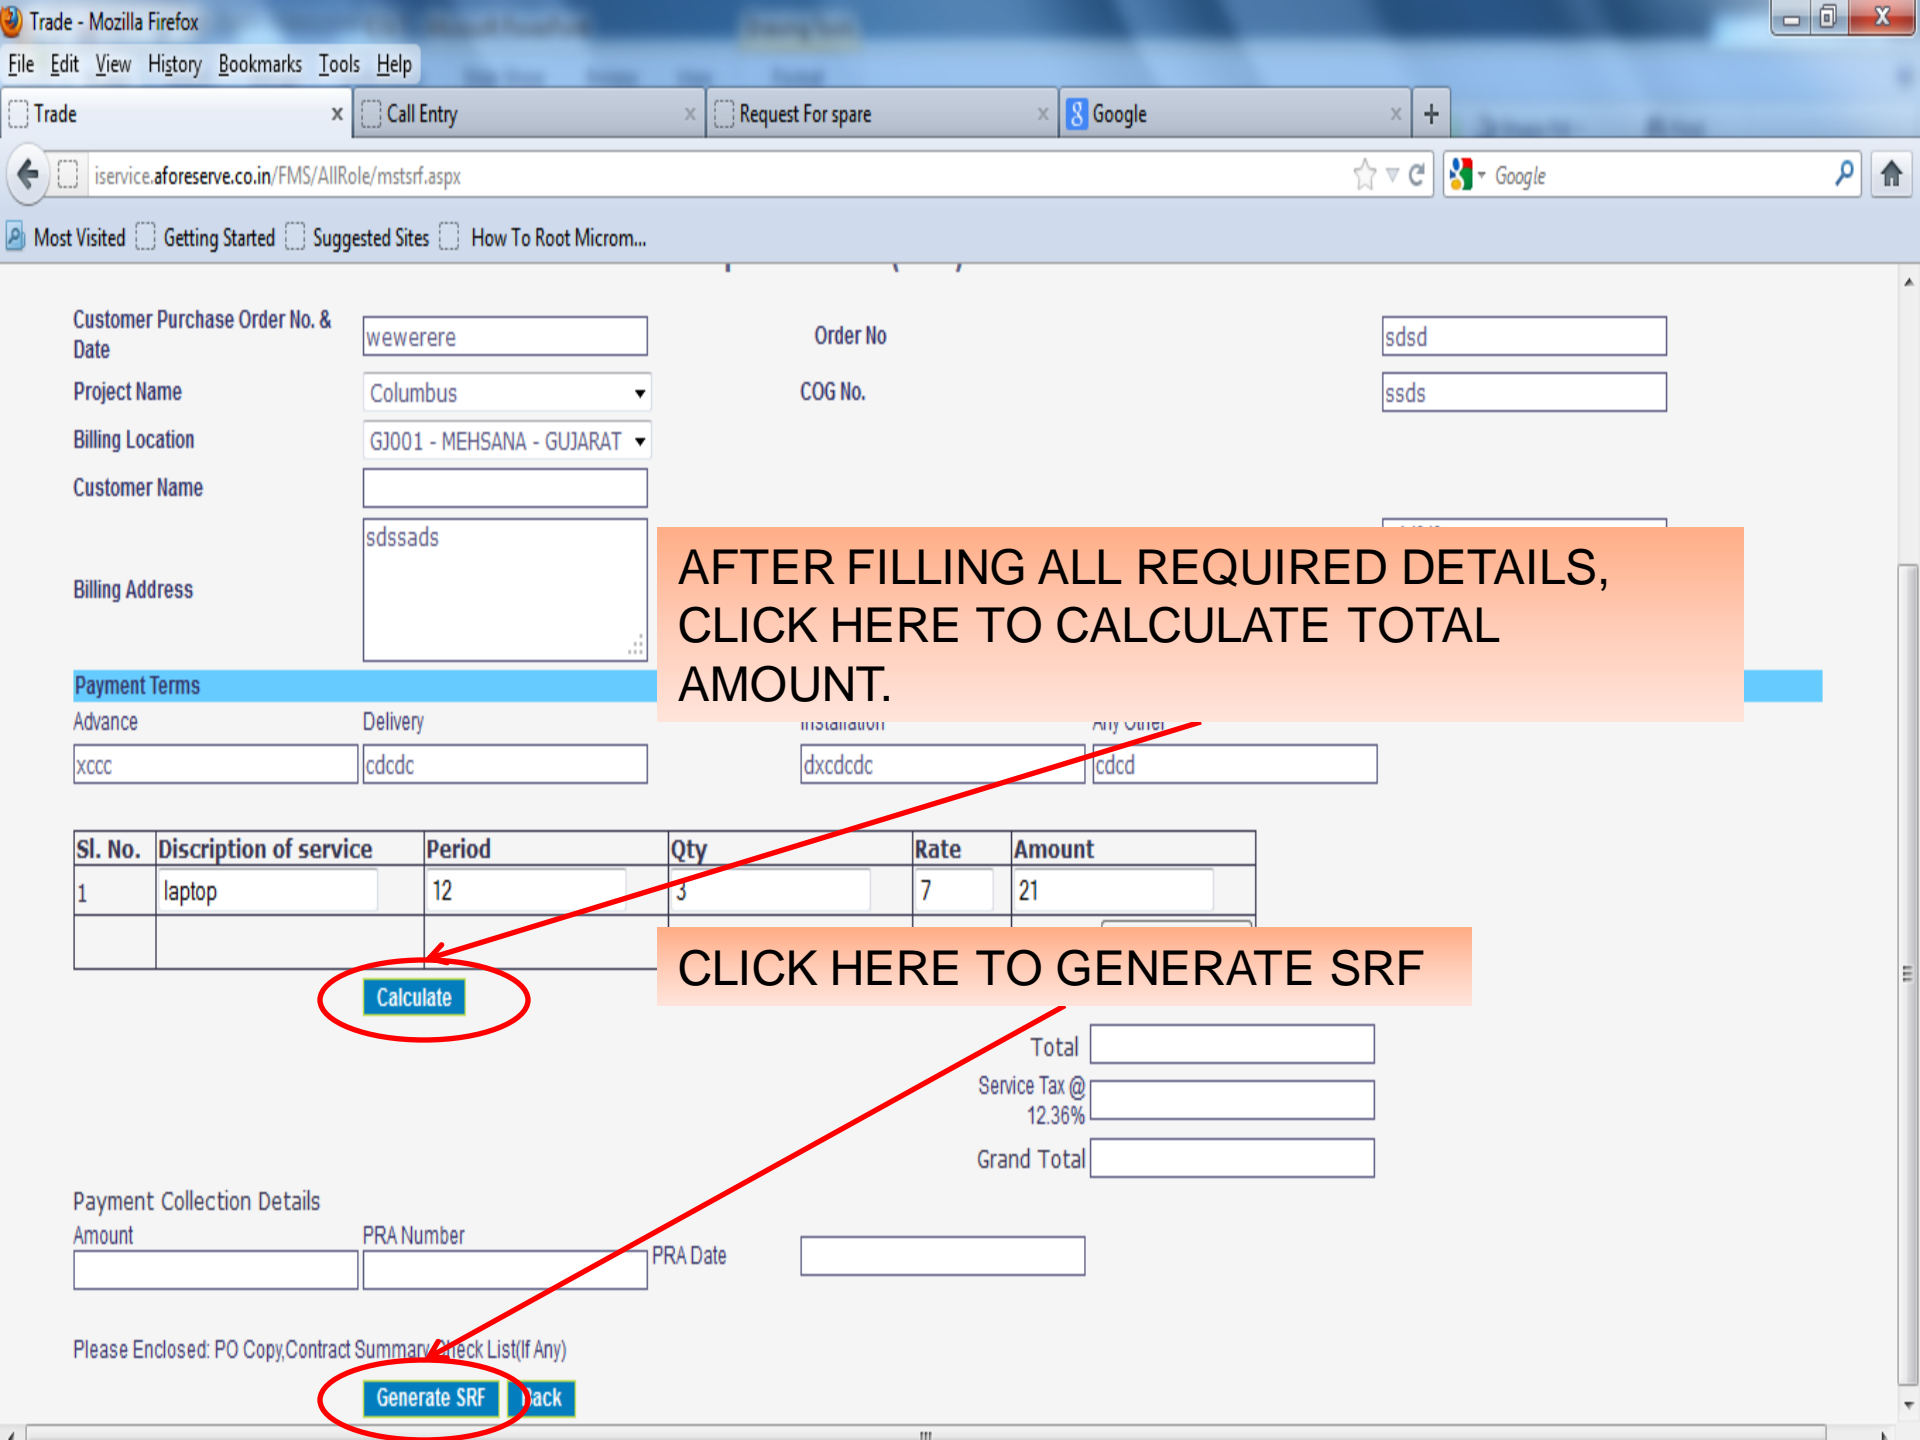 Trade - Mozilla Firefox
File Edit View History Bookmarks Tools Help
Trade x Call Entry x Request For spare x Google x +
iservice.aforeserve.co.in/FMS/AllRole/mstsrf.aspx Google
Most Visited Getting Started Suggested Sites How To Root Microm...
Customer Purchase Order No. & Date wewerere Order No sdsd
Project Name Columbus COG No. ssds
Billing Location GJ001 - MEHSANA - GUJARAT
Customer Name
Billing Address sdssads
AFTER FILLING ALL REQUIRED DETAILS,
CLICK HERE TO CALCULATE TOTAL
AMOUNT.
Payment Terms
Advance Delivery Installation Any Other
xccc cdcdc dxcdcdc cdcd
Sl. No. Discription of service Period Qty Rate Amount
1 laptop 12 3 7 21
CLICK HERE TO GENERATE SRF
Calculate
Total
Service Tax @
12.36%
Grand Total
Payment Collection Details
Amount PRA Number PRA Date
Please Enclosed: PO Copy,Contract Summary Check List(If Any)
Generate SRF Back